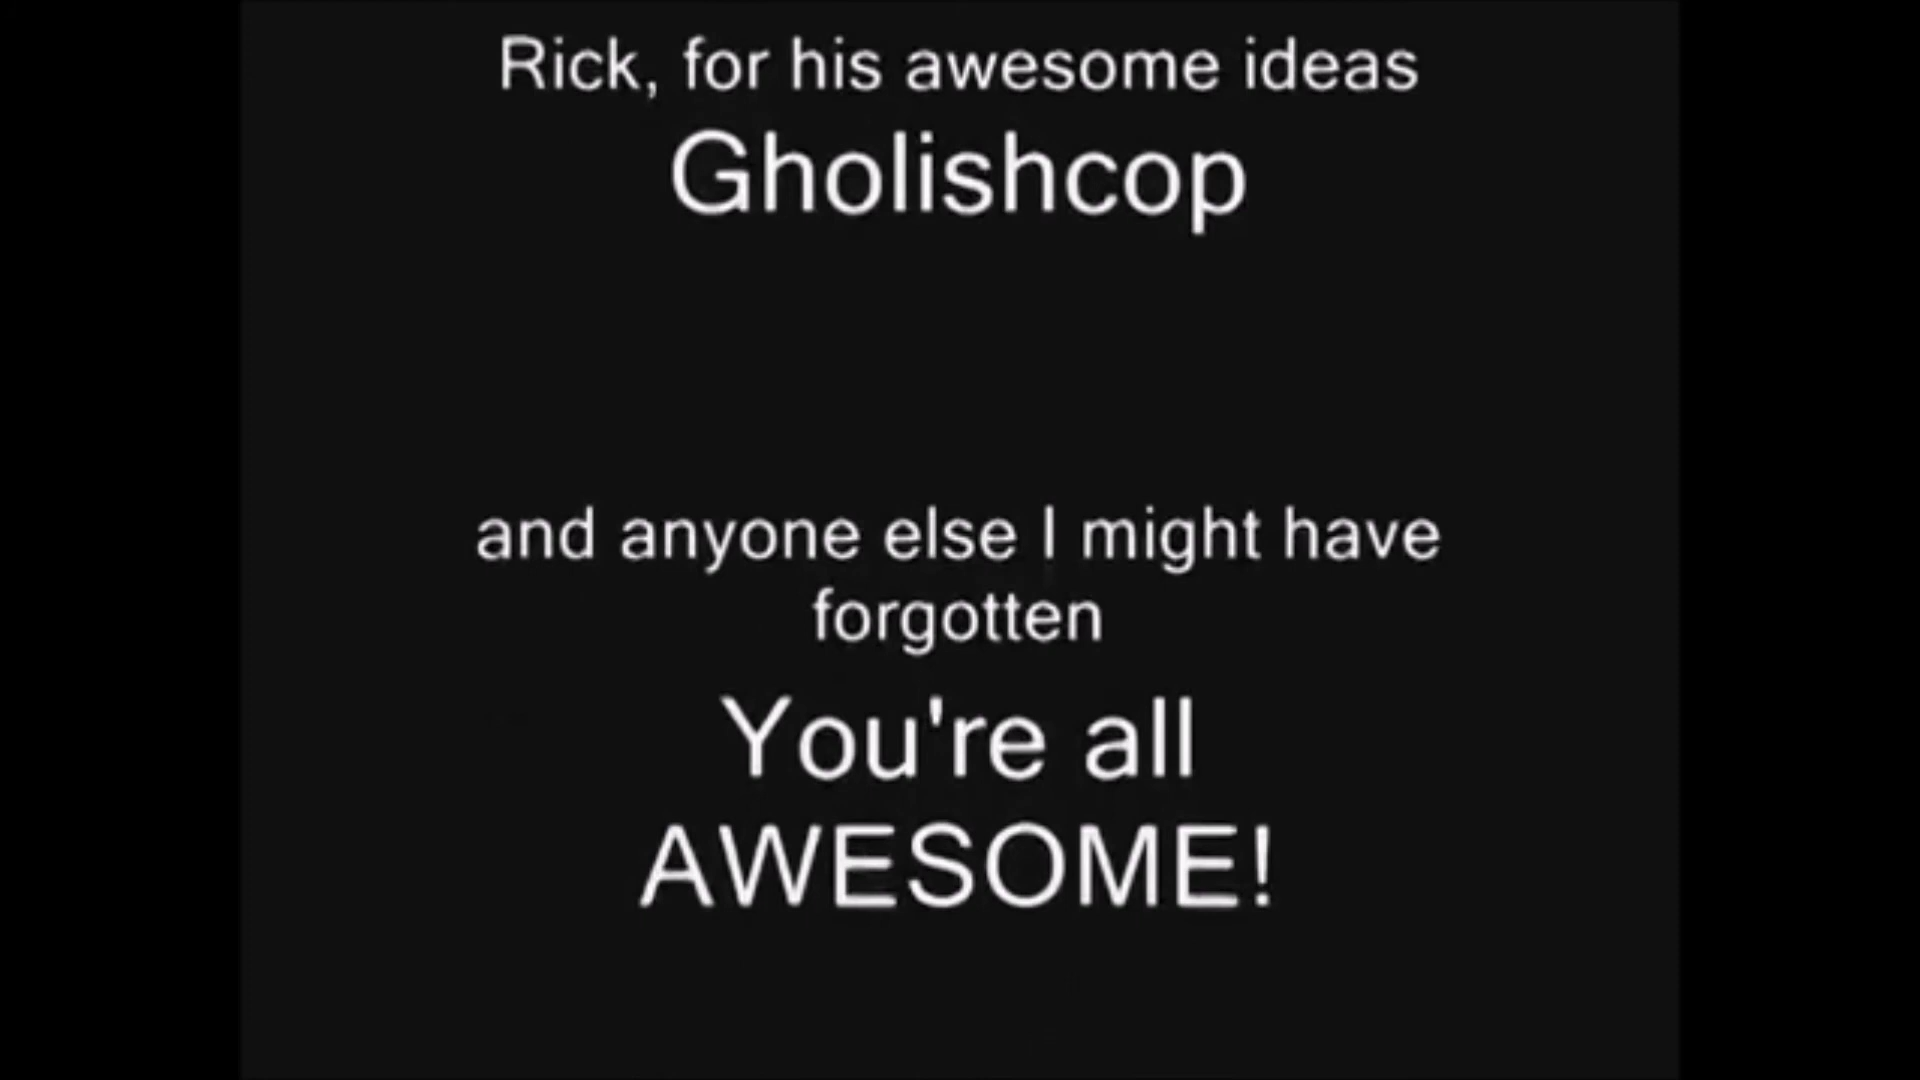 Rick, for his awesome ideas
Gholishcop
and anyone else I might have
forgotten
You're all
AWESOME!